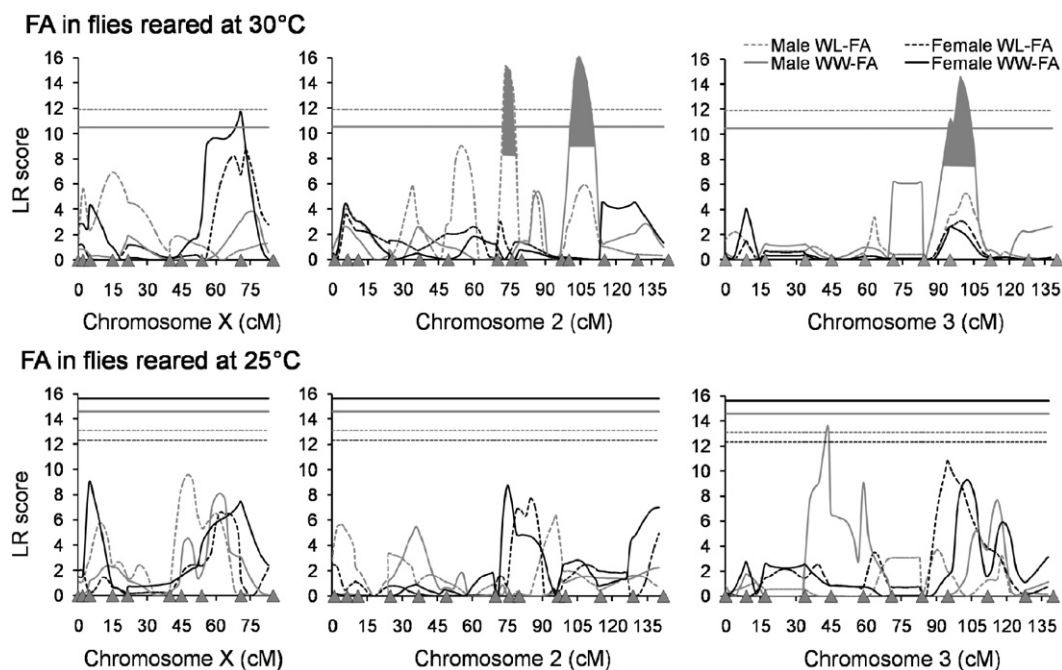 FA in flies reared at 30°C
Male WL-FA
Female WL-FA
Male WW-FA
Female WW-FA
LR score
16
14
12
10
8
6
4
2
0
0 15 30 45 60 75
Chromosome X (cM)
16
14
12
10
8
6
4
2
0
0 15 30 45 60 75 90 105 120 135
Chromosome 2 (cM)
16
14
12
10
8
6
4
2
0
0 15 30 45 60 75 90 105 120 135
Chromosome 3 (cM)
FA in flies reared at 25°C
LR score
16
14
12
10
8
6
4
2
0
0 15 30 45 60 75
Chromosome X (cM)
16
14
12
10
8
6
4
2
0
0 15 30 45 60 75 90 105 120 135
Chromosome 2 (cM)
16
14
12
10
8
6
4
2
0
0 15 30 45 60 75 90 105 120 135
Chromosome 3 (cM)